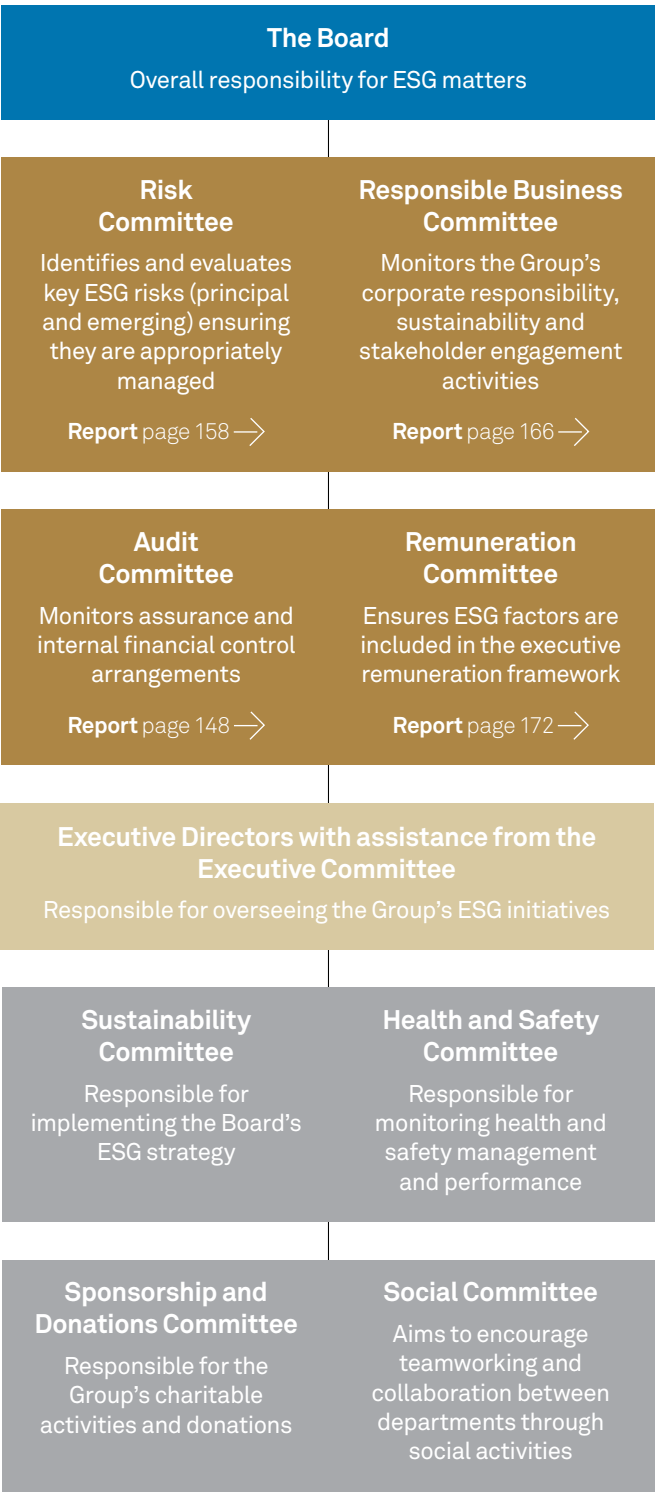 The Board
Overall responsibility for ESG matters
Risk
Committee
Identifies and evaluates
key ESG risks (principal
and emerging) ensuring
they are appropriately
managed
Report page 158
Responsible Business
Committee
Monitors the Group's
corporate responsibility,
sustainability and
stakeholder engagement
activities
Report page 166
Audit
Committee
Monitors assurance and
internal financial control
arrangements
Report page 148
Remuneration
Committee
Ensures ESG factors are
included in the executive
remuneration framework
Report page 172
Executive Directors with assistance from the
Executive Committee
Responsible for overseeing the Group's ESG initiatives
Sustainability
Committee
Responsible for
implementing the Board's
ESG strategy
Health and Safety
Committee
Responsible for
monitoring health and
safety management
and performance
Sponsorship and
Donations Committee
Responsible for the
Group's charitable
activities and donations
Social Committee
Aims to encourage
teamworking and
collaboration between
departments through
social activities